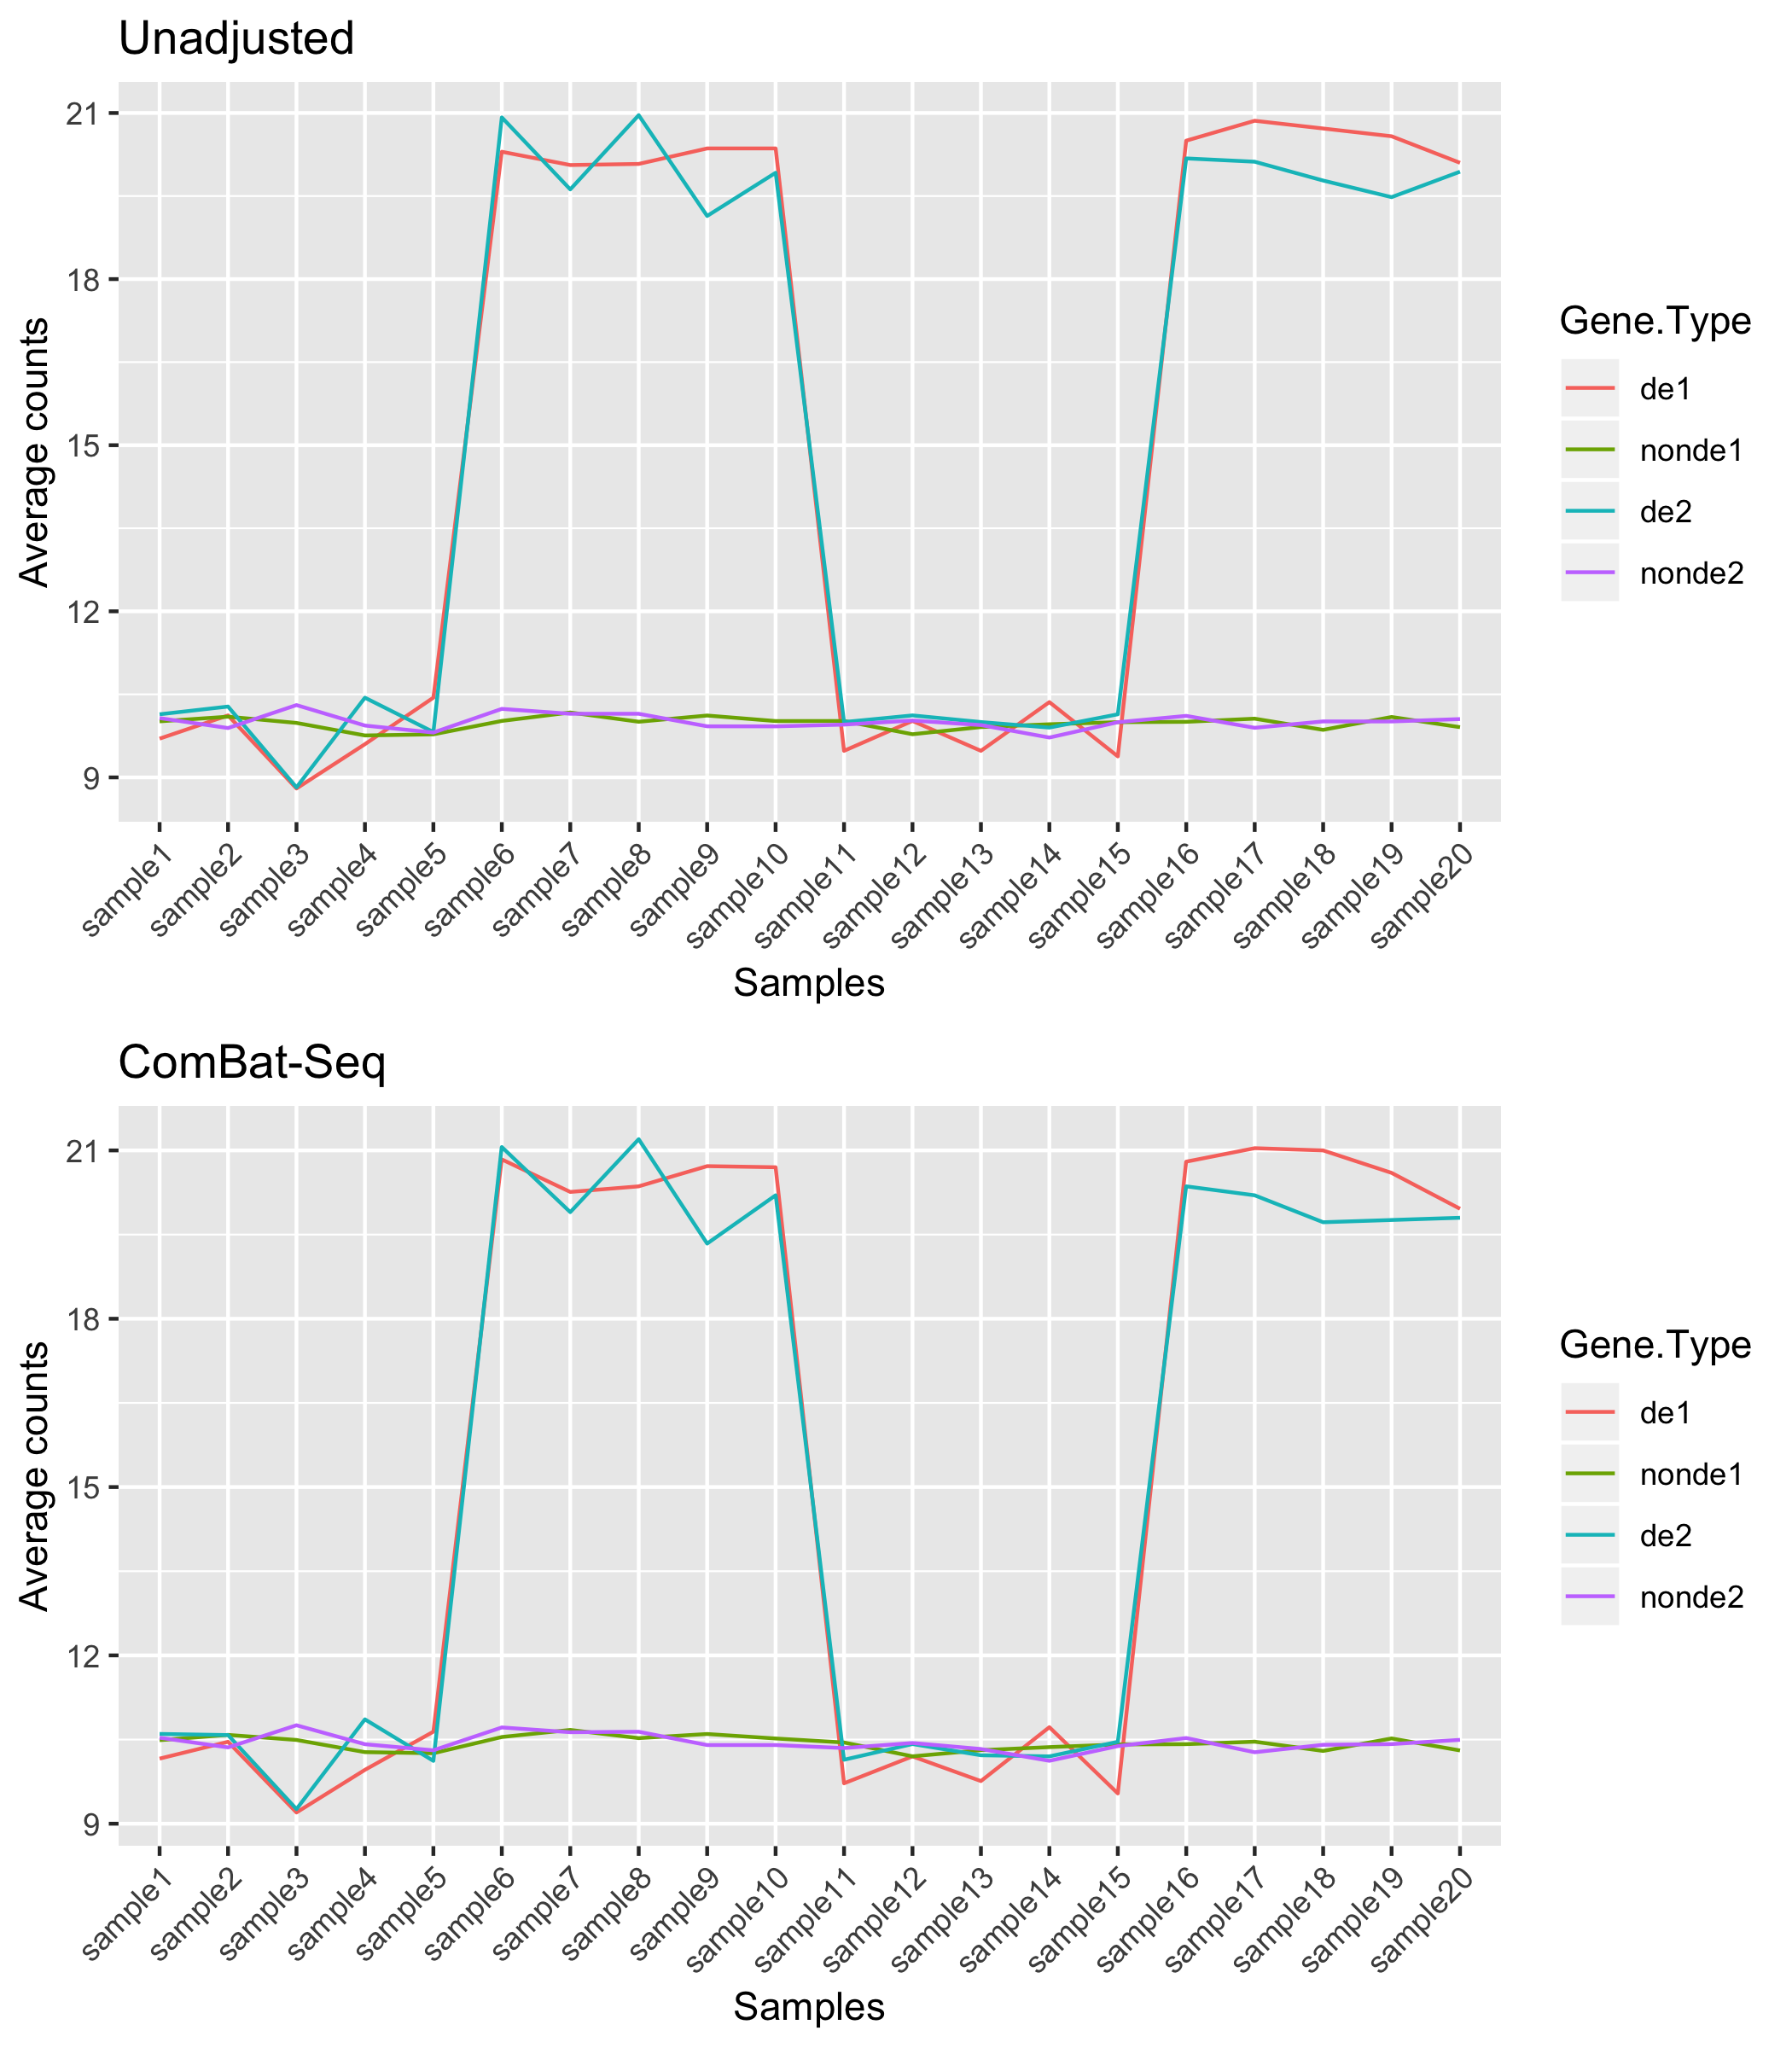 Unadjusted
21
18
15
12
9
Average counts
sample1 sample2 sample3 sample4 sample5 sample6 sample7 sample8 sample9 sample10 sample11 sample12 sample13 sample14 sample15 sample16 sample17 sample18 sample19 sample20
Samples
Gene.Type
de1
nonde1
de2
nonde2
ComBat-Seq
21
18
15
12
9
Average counts
sample1 sample2 sample3 sample4 sample5 sample6 sample7 sample8 sample9 sample10 sample11 sample12 sample13 sample14 sample15 sample16 sample17 sample18 sample19 sample20
Samples
Gene.Type
de1
nonde1
de2
nonde2